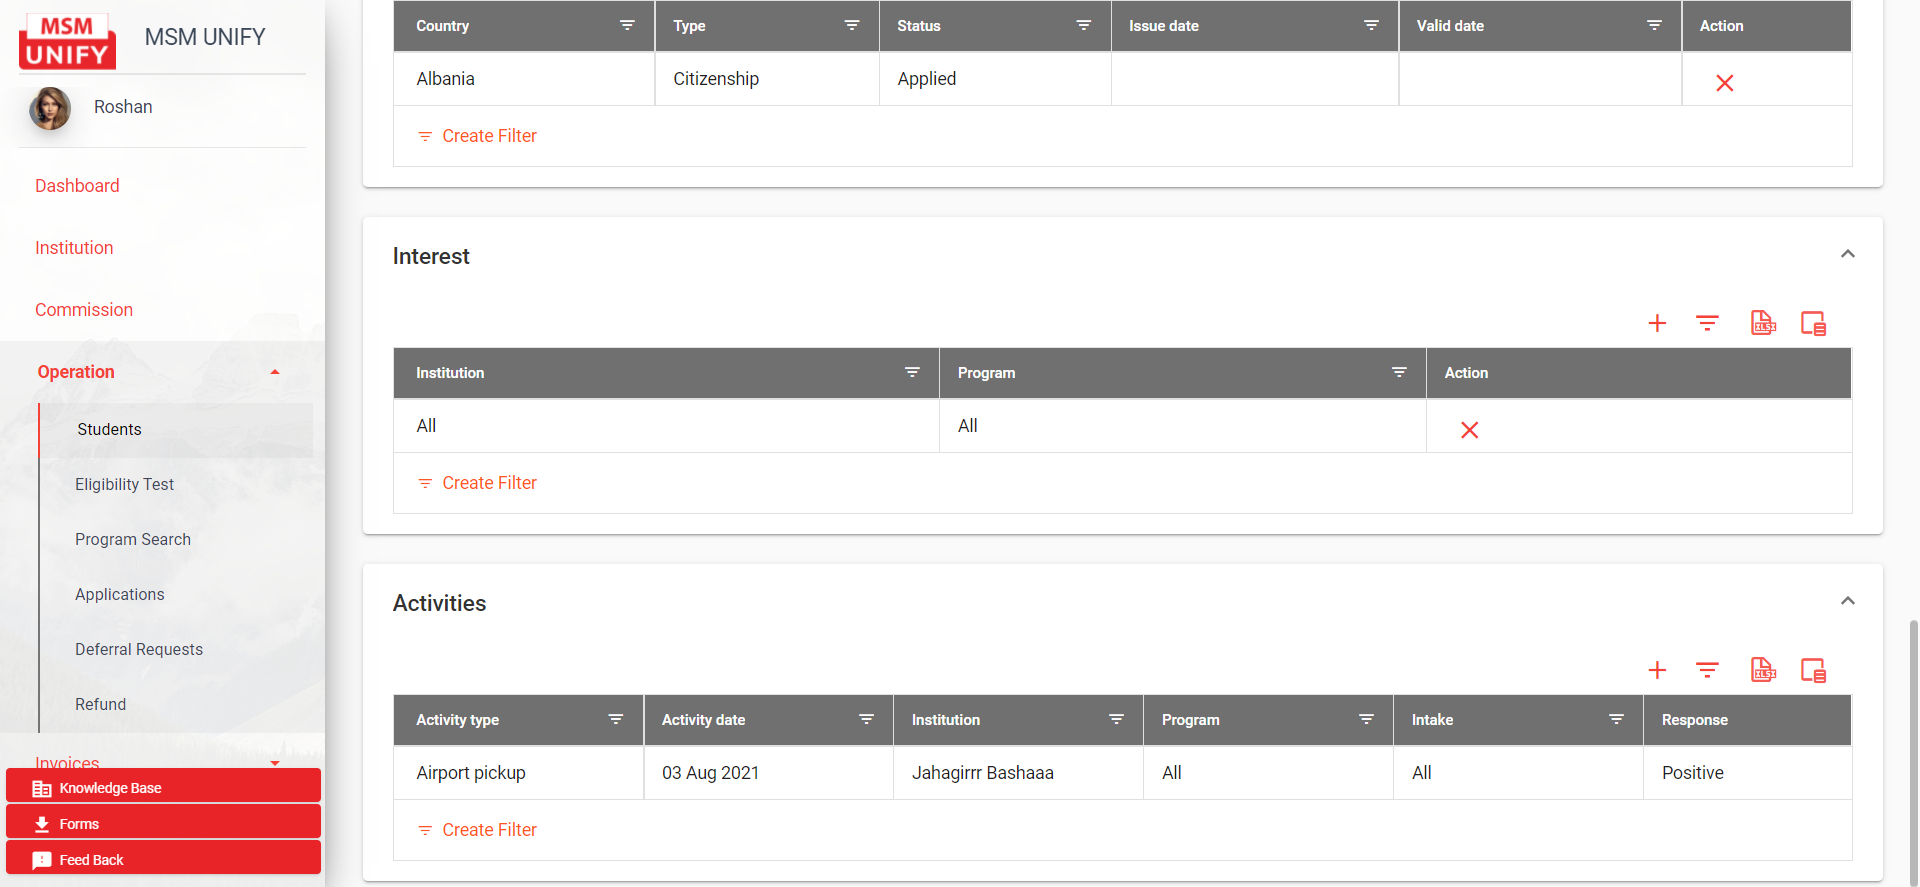 MSM
UNIFY
MSM UNIFY
Roshan
Dashboard
Institution
Commission
Operation
Students
Eligibility Test
Program Search
Applications
Deferral Requests
Refund
Invoices
Knowledge Base
Forms
Feed Back
Country Type Status Issue date Valid date Action
Albania Citizenship Applied
Create Filter
Interest
XLSX
Institution Program Action
All All
Create Filter
Activities
XLSX
Activity type Activity date Institution Program Intake Response
Airport pickup 03 Aug 2021 Jahagirrr Bashaaa All All Positive
Create Filter